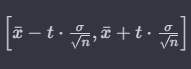 [x̄ − t · σ/√n, x̄ + t · σ/√n]